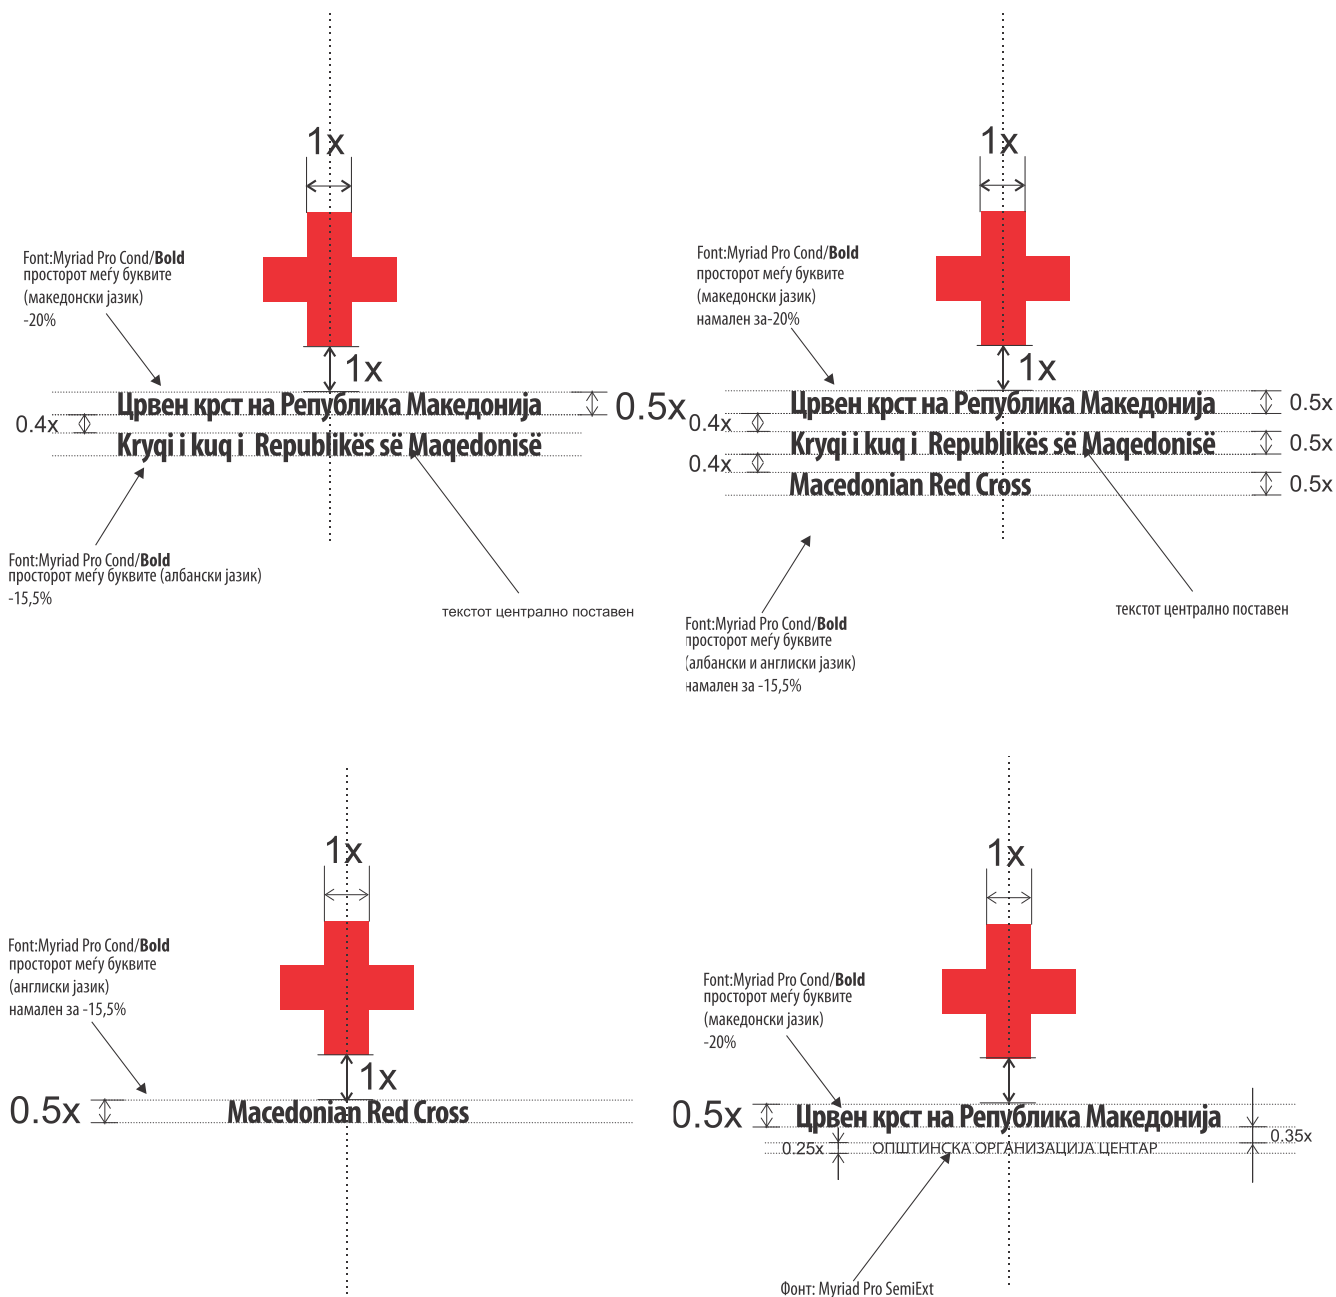 1x
Font:Myriad Pro Cond/Bold
просторот меѓу буквите
(македонски јазик)
-20%
1x
Црвен крст на Република Македонија
0.5x
0.4x
Kryqi i kuq i  Republikës së Maqedonisë
Font:Myriad Pro Cond/Bold
просторот меѓу буквите (албански јазик)
-15,5%
текстот централно поставен
1x
Font:Myriad Pro Cond/Bold
просторот меѓу буквите
(македонски јазик)
намален за-20%
1x
Црвен крст на Република Македонија
0.5x
0.4x
Kryqi i kuq i  Republikës së Maqedonisë
0.5x
0.4x
Macedonian Red Cross
0.5x
текстот централно поставен
Font:Myriad Pro Cond/Bold
просторот меѓу буквите
(албански и англиски јазик)
намален за -15,5%
1x
Font:Myriad Pro Cond/Bold
просторот меѓу буквите
(англиски јазик)
намален за -15,5%
1x
0.5x
Macedonian Red Cross
1x
Font:Myriad Pro Cond/Bold
просторот меѓу буквите
(македонски јазик)
-20%
0.5x
Црвен крст на Република Македонија
0.35x
0.25x
ОПШТИНСКА ОРГАНИЗАЦИЈА ЦЕНТАР
Фонт: Myriad Pro SemiExt